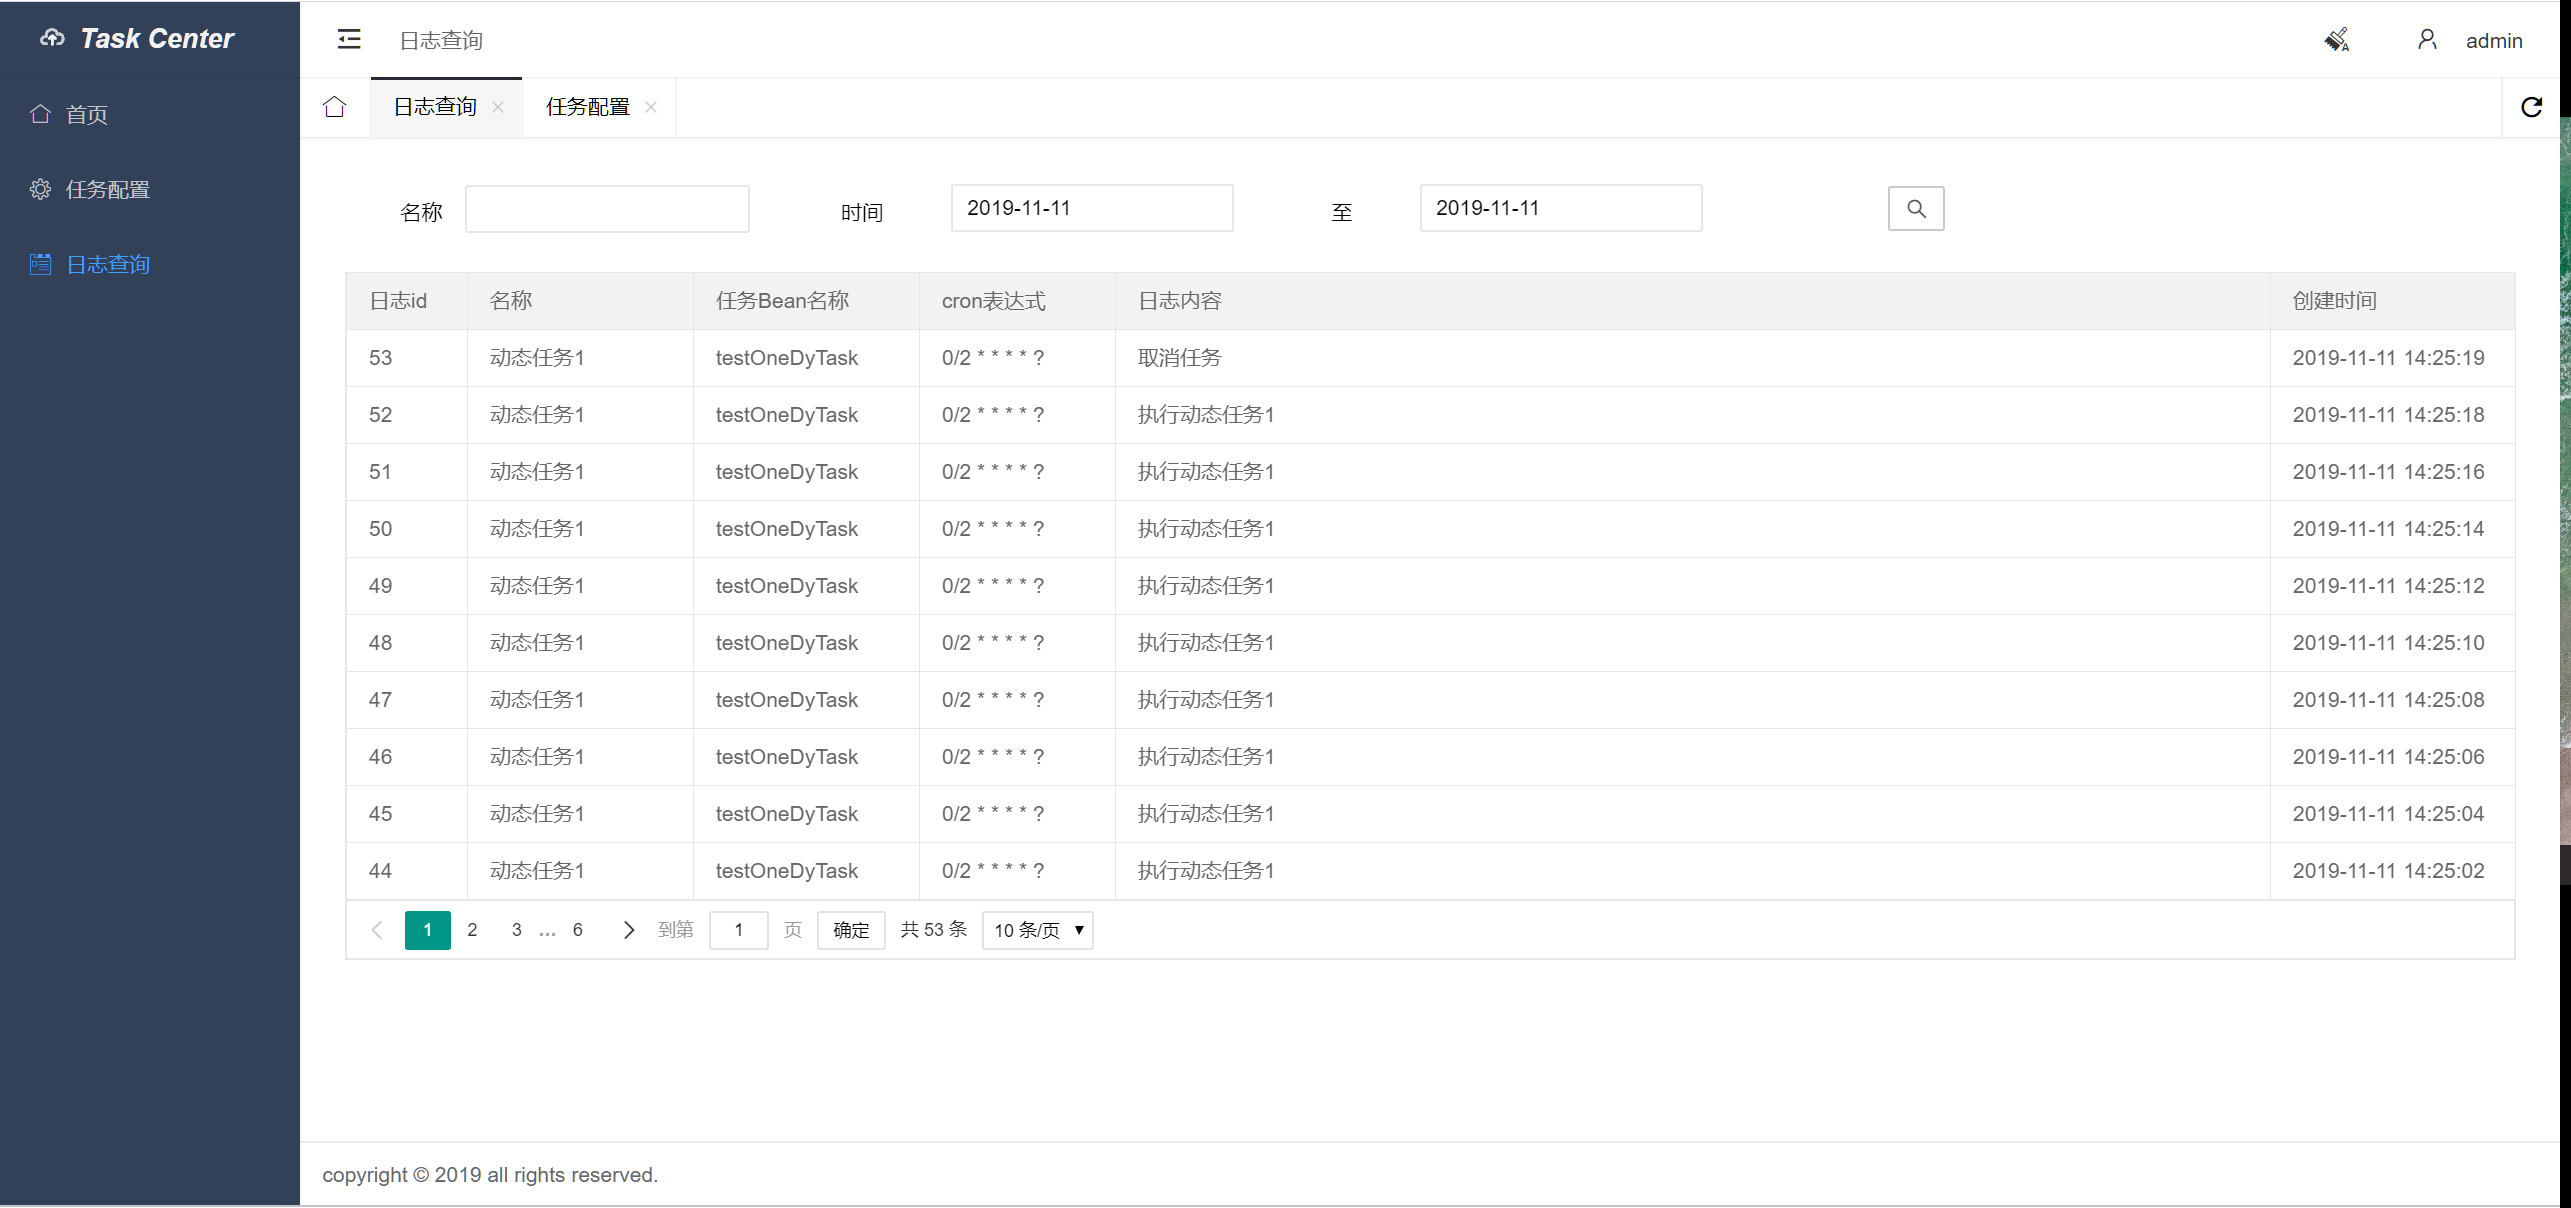 Task Center
首页
任务配置
日志查询
日志查询
admin
日志查询 任务配置
名称 时间 2019-11-11 至 2019-11-11
日志id 名称 任务Bean名称 cron表达式 日志内容 创建时间
53 动态任务1 testOneDyTask 0/2 * * * * ? 取消任务 2019-11-11 14:25:19
52 动态任务1 testOneDyTask 0/2 * * * * ? 执行动态任务1 2019-11-11 14:25:18
51 动态任务1 testOneDyTask 0/2 * * * * ? 执行动态任务1 2019-11-11 14:25:16
50 动态任务1 testOneDyTask 0/2 * * * * ? 执行动态任务1 2019-11-11 14:25:14
49 动态任务1 testOneDyTask 0/2 * * * * ? 执行动态任务1 2019-11-11 14:25:12
48 动态任务1 testOneDyTask 0/2 * * * * ? 执行动态任务1 2019-11-11 14:25:10
47 动态任务1 testOneDyTask 0/2 * * * * ? 执行动态任务1 2019-11-11 14:25:08
46 动态任务1 testOneDyTask 0/2 * * * * ? 执行动态任务1 2019-11-11 14:25:06
45 动态任务1 testOneDyTask 0/2 * * * * ? 执行动态任务1 2019-11-11 14:25:04
44 动态任务1 testOneDyTask 0/2 * * * * ? 执行动态任务1 2019-11-11 14:25:02
1 2 3 … 6 到第 1 页 确定 共 53 条 10 条/页
copyright © 2019 all rights reserved.